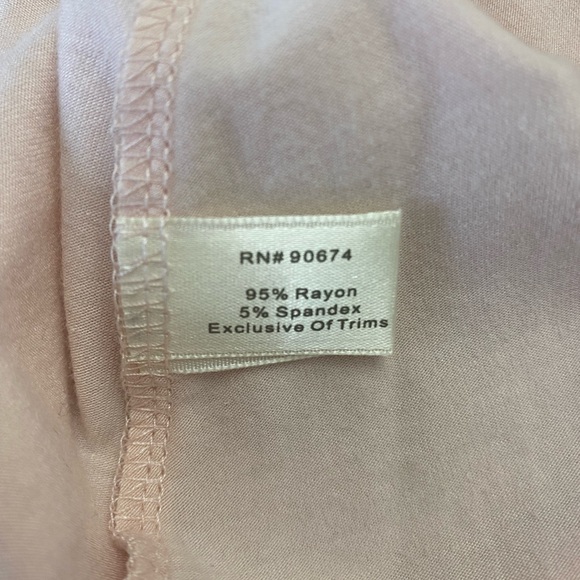 RN# 90674
95% Rayon
5% Spandex
Exclusive Of Trims